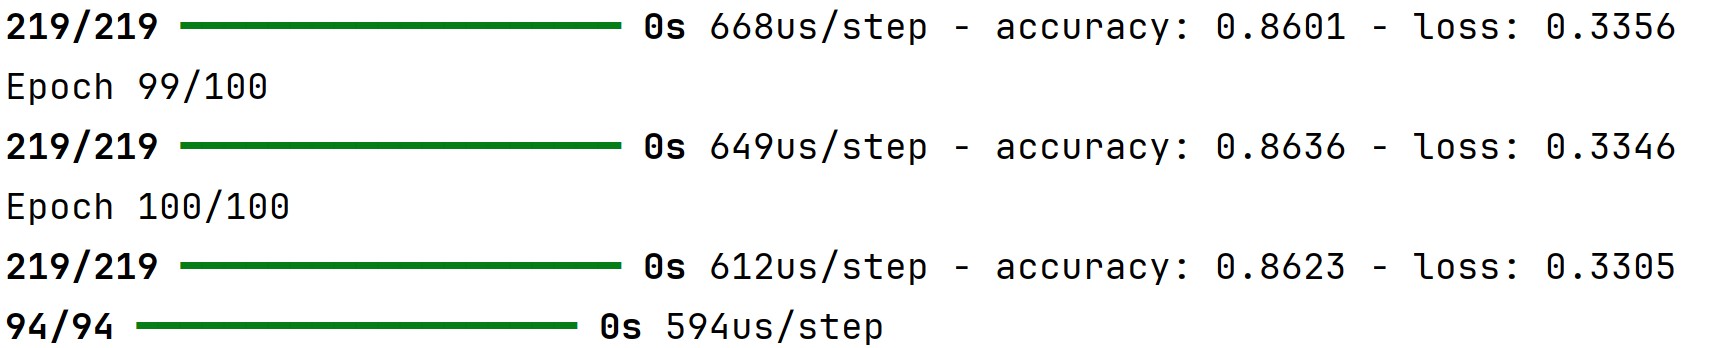 219/219 ━━━━━━━━━━━━━━━━━━━━ 0s 668us/step - accuracy: 0.8601 - loss: 0.3356
Epoch 99/100
219/219 ━━━━━━━━━━━━━━━━━━━━ 0s 649us/step - accuracy: 0.8636 - loss: 0.3346
Epoch 100/100
219/219 ━━━━━━━━━━━━━━━━━━━━ 0s 612us/step - accuracy: 0.8623 - loss: 0.3305
94/94 ━━━━━━━━━━━━━━━━━━━━ 0s 594us/step